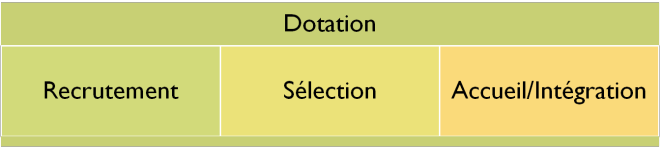 Dotation
Recrutement
Sélection
Accueil/Intégration